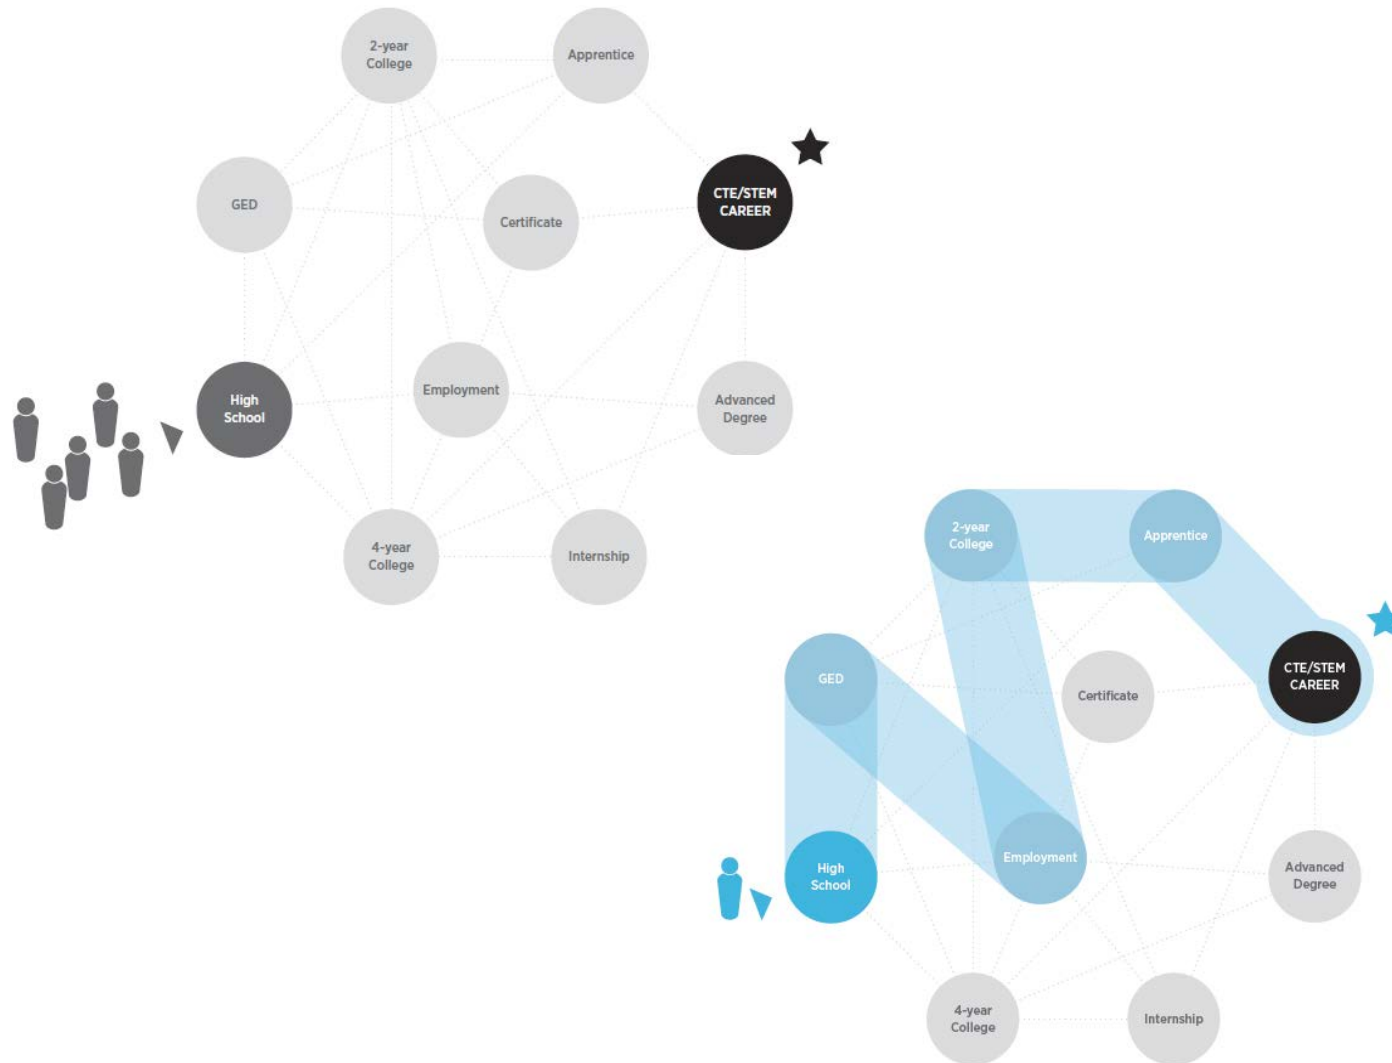 2-year
College
Apprentice
GED
Certificate
CTE/STEM
CAREER
High
School
Employment
Advanced
Degree
4-year
College
Internship
2-year
College
Apprentice
GED
Certificate
CTE/STEM
CAREER
High
School
Employment
Advanced
Degree
4-year
College
Internship